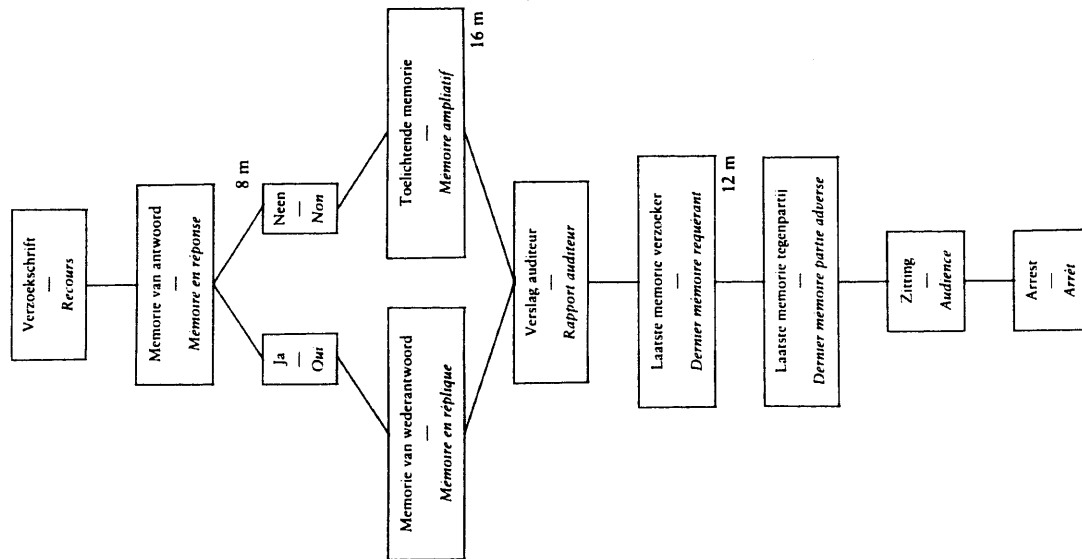 Verzoekschrift
—
Recours
Memorie van antwoord
—
Mémoire en réponse
8 m
Ja
—
Oui
Neen
—
Non
Memorie van wederantwoord
—
Mémoire en réplique
Toelichtende memorie
—
Mémoire ampliatif
16 m
Verslag auditeur
—
Rapport auditeur
Laatste memorie verzoeker
—
Dernier mémoire requérant
12 m
Laatste memorie tegenpartij
—
Dernier mémoire partie adverse
Zitting
—
Audience
Arrest
—
Arrêt